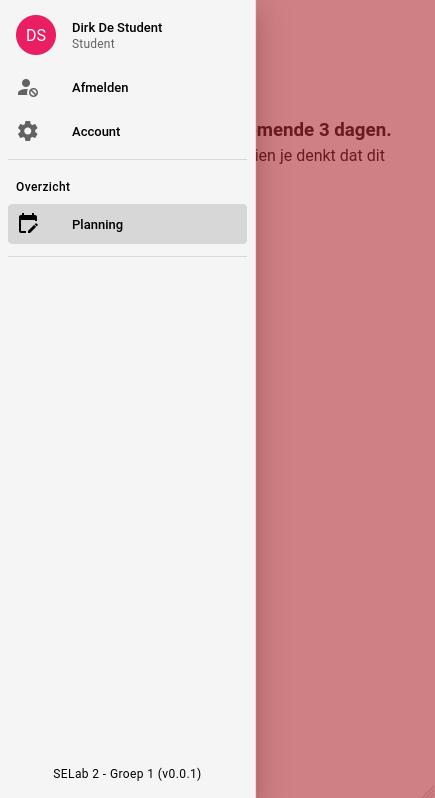 DS
Dirk De Student
Student
Afmelden
Account
mende 3 dagen.
ien je denkt dat dit
Overzicht
Planning
SELab 2 - Groep 1 (v0.0.1)